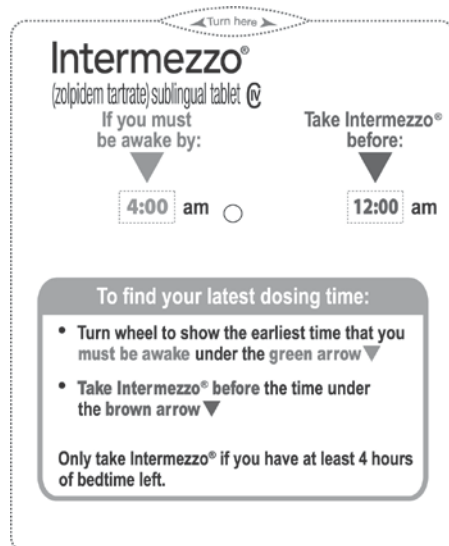 Turn here
Intermezzo®
(zolpidem tartrate) sublingual tablet CIV
If you must
be awake by:
Take Intermezzo®
before:
4:00 am
12:00 am
To find your latest dosing time:
• Turn wheel to show the earliest time that you
must be awake under the green arrow
• Take Intermezzo® before the time under
the brown arrow
Only take Intermezzo® if you have at least 4 hours
of bedtime left.